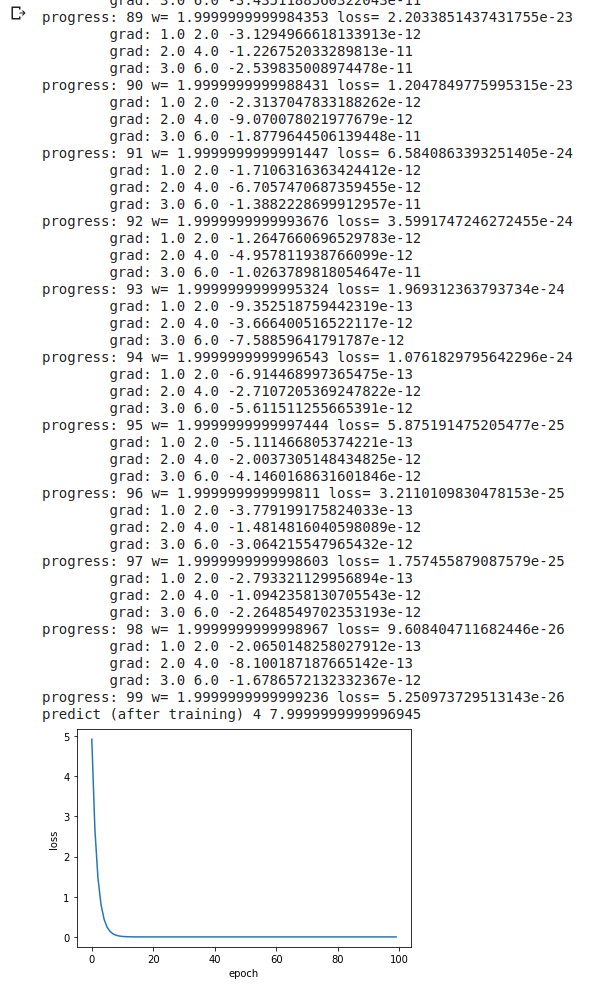 grad: 3.0 6.0
progress: 89 w= 1.9999999999984353 loss= 2.2033851437431755e-23
grad: 1.0 2.0 -3.1294966618133913e-12
grad: 2.0 4.0 -1.226752033289813e-11
grad: 3.0 6.0 -2.539835008974478e-11
progress: 90 w= 1.9999999999988431 loss= 1.2047849775995315e-23
grad: 1.0 2.0 -2.3137047833188262e-12
grad: 2.0 4.0 -9.070078021977679e-12
grad: 3.0 6.0 -1.8779644506139448e-11
progress: 91 w= 1.9999999999991447 loss= 6.5840863393251405e-24
grad: 1.0 2.0 -1.7106316363424412e-12
grad: 2.0 4.0 -6.7057470687359455e-12
grad: 3.0 6.0 -1.3882228699912957e-11
progress: 92 w= 1.9999999999993676 loss= 3.5991747246272455e-24
grad: 1.0 2.0 -1.2647660696529783e-12
grad: 2.0 4.0 -4.957811938766099e-12
grad: 3.0 6.0 -1.0263789818054647e-11
progress: 93 w= 1.9999999999995324 loss= 1.969312363793734e-24
grad: 1.0 2.0 -9.352518759442319e-13
grad: 2.0 4.0 -3.666400516522117e-12
grad: 3.0 6.0 -7.58859641791787e-12
progress: 94 w= 1.9999999999996543 loss= 1.0761829795642296e-24
grad: 1.0 2.0 -6.914468997365475e-13
grad: 2.0 4.0 -2.7107205369247822e-12
grad: 3.0 6.0 -5.611511255665391e-12
progress: 95 w= 1.9999999999997444 loss= 5.875191475205477e-25
grad: 1.0 2.0 -5.111466805374221e-13
grad: 2.0 4.0 -2.0037305148434825e-12
grad: 3.0 6.0 -4.1460168631601846e-12
progress: 96 w= 1.999999999999811 loss= 3.2110109830478153e-25
grad: 1.0 2.0 -3.779199175824033e-13
grad: 2.0 4.0 -1.4814816040598089e-12
grad: 3.0 6.0 -3.064215547965432e-12
progress: 97 w= 1.9999999999998603 loss= 1.757455879087579e-25
grad: 1.0 2.0 -2.793321129956894e-13
grad: 2.0 4.0 -1.0942358130705543e-12
grad: 3.0 6.0 -2.2648549702353193e-12
progress: 98 w= 1.9999999999998967 loss= 9.608404711682446e-26
grad: 1.0 2.0 -2.0650148258027912e-13
grad: 2.0 4.0 -8.100187187665142e-13
grad: 3.0 6.0 -1.6786572132332367e-12
progress: 99 w= 1.9999999999999236 loss= 5.250973729513143e-26
predict (after training) 4 7.9999999999996945
5
4
3
2
1
0
loss
0 20 40 60 80 100
epoch